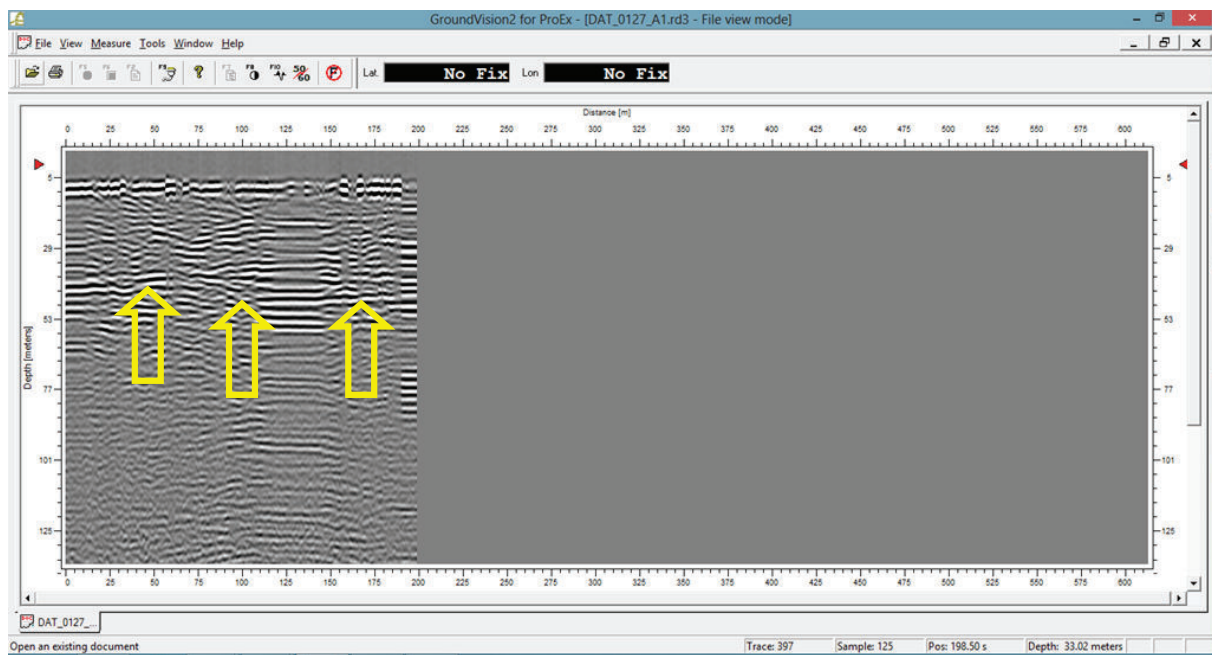 GroundVision2 for ProEx - [DAT_0127_A1.rd3 - File view mode]
File View Measure Tools Window Help
50/60 Lat. No Fix Lon No Fix
Distance [m]
0 25 50 75 100 125 150 175 200 225 250 275 300 325 350 375 400 425 450 475 500 525 550 575 600
5 5
29 29
53 53
Depth [meters]
77 77
101 101
125 125
0 25 50 75 100 125 150 175 200 225 250 275 300 325 350 375 400 425 450 475 500 525 550 575 600
DAT_0127_...
Open an existing document Trace: 397 Sample: 125 Pos: 198.50 s Depth: 33.02 meters